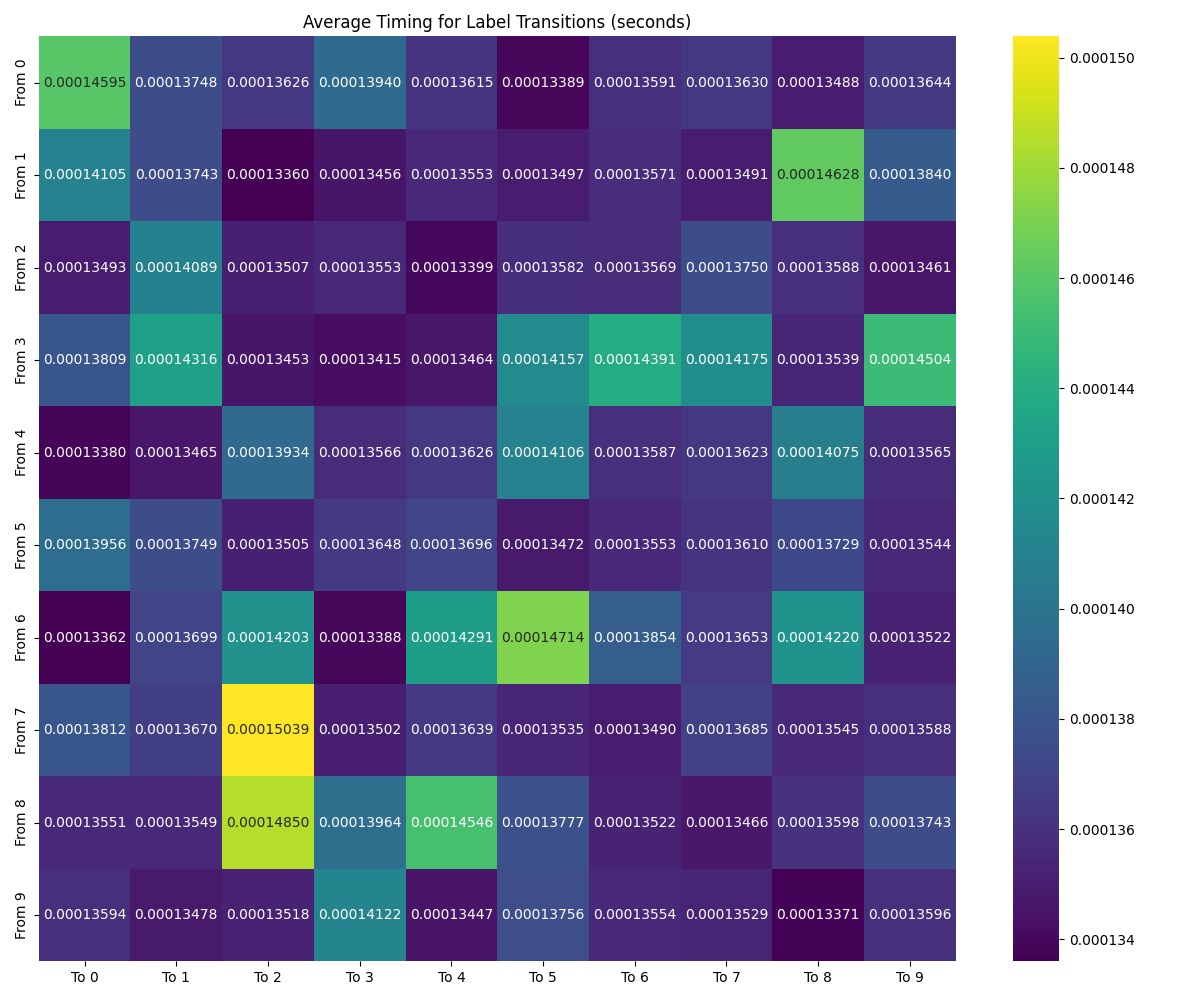 Average Timing for Label Transitions (seconds)
From 0 0.00014595 0.00013748 0.00013626 0.00013940 0.00013615 0.00013389 0.00013591 0.00013630 0.00013488 0.00013644
From 1 0.00014105 0.00013743 0.00013360 0.00013456 0.00013553 0.00013497 0.00013571 0.00013491 0.00014628 0.00013840
From 2 0.00013493 0.00014089 0.00013507 0.00013553 0.00013399 0.00013582 0.00013569 0.00013750 0.00013588 0.00013461
From 3 0.00013809 0.00014316 0.00013453 0.00013415 0.00013464 0.00014157 0.00014391 0.00014175 0.00013539 0.00014504
From 4 0.00013380 0.00013465 0.00013934 0.00013566 0.00013626 0.00014106 0.00013587 0.00013623 0.00014075 0.00013565
From 5 0.00013956 0.00013749 0.00013505 0.00013648 0.00013696 0.00013472 0.00013553 0.00013610 0.00013729 0.00013544
From 6 0.00013362 0.00013699 0.00014203 0.00013388 0.00014291 0.00014714 0.00013854 0.00013653 0.00014220 0.00013522
From 7 0.00013812 0.00013670 0.00015039 0.00013502 0.00013639 0.00013535 0.00013490 0.00013685 0.00013545 0.00013588
From 8 0.00013551 0.00013549 0.00014850 0.00013964 0.00014546 0.00013777 0.00013522 0.00013466 0.00013598 0.00013743
From 9 0.00013594 0.00013478 0.00013518 0.00014122 0.00013447 0.00013756 0.00013554 0.00013529 0.00013371 0.00013596
To 0 To 1 To 2 To 3 To 4 To 5 To 6 To 7 To 8 To 9
0.000150
0.000148
0.000146
0.000144
0.000142
0.000140
0.000138
0.000136
0.000134